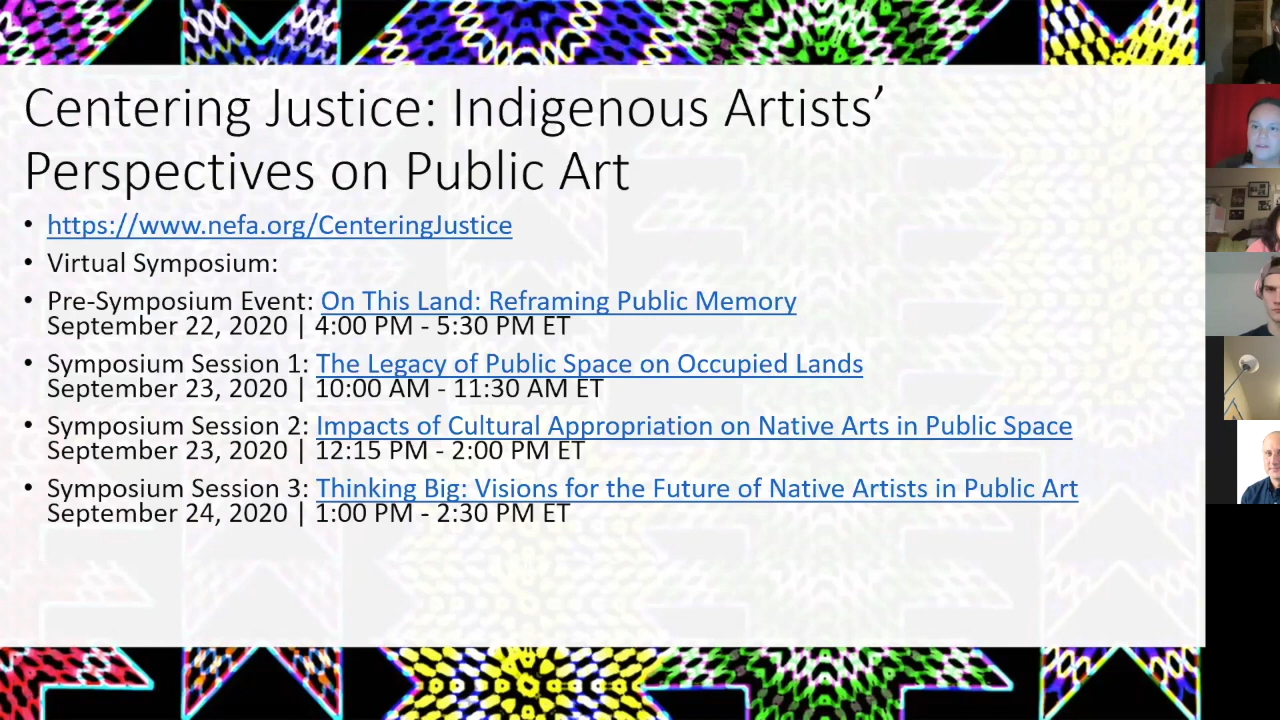 Centering Justice: Indigenous Artists’
Perspectives on Public Art
• https://www.nefa.org/CenteringJustice
• Virtual Symposium:
• Pre-Symposium Event: On This Land: Reframing Public Memory
September 22, 2020 | 4:00 PM - 5:30 PM ET
• Symposium Session 1: The Legacy of Public Space on Occupied Lands
September 23, 2020 | 10:00 AM - 11:30 AM ET
• Symposium Session 2: Impacts of Cultural Appropriation on Native Arts in Public Space
September 23, 2020 | 12:15 PM - 2:00 PM ET
• Symposium Session 3: Thinking Big: Visions for the Future of Native Artists in Public Art
September 24, 2020 | 1:00 PM - 2:30 PM ET